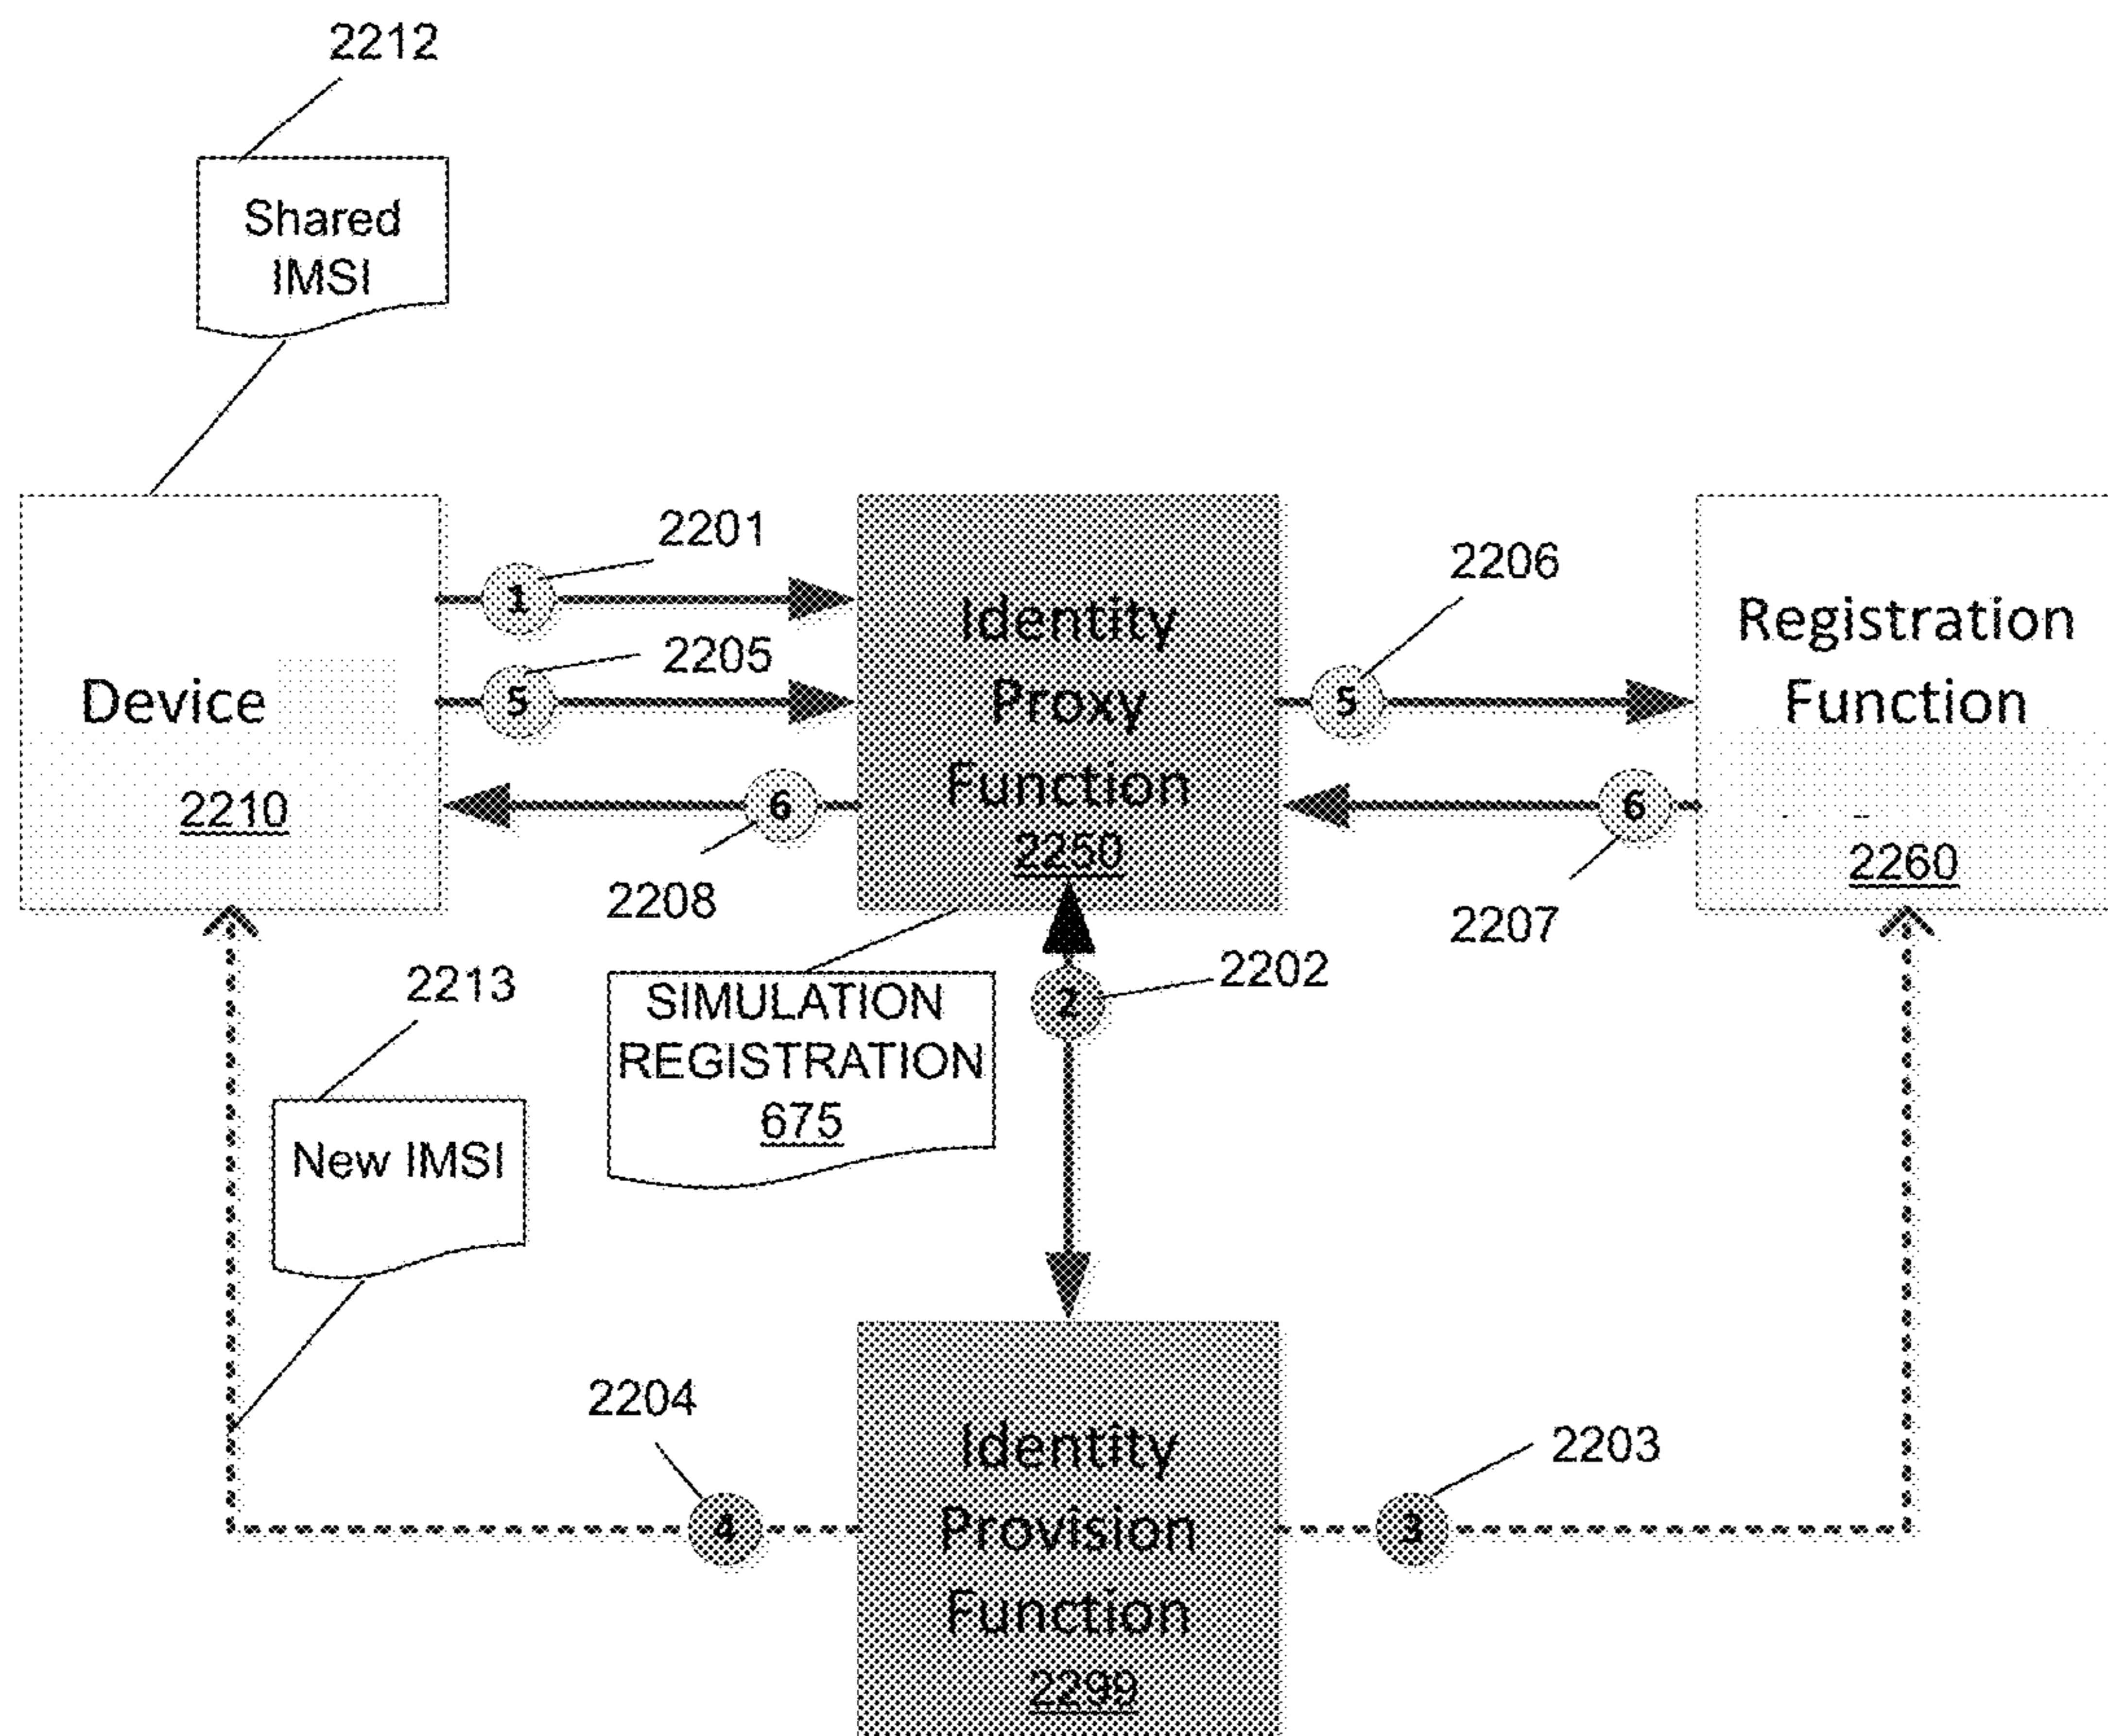 2212
Shared
IMSI
2201
1
2205
5
2206
5
Device
2210
Identity
Proxy
Function
2250
Registration
Function
2260
6
2208
6
2207
SIMULATION
REGISTRATION
675
2
2202
2213
New IMSI
2204
4
2203
3
Identity
Provision
Function
2299